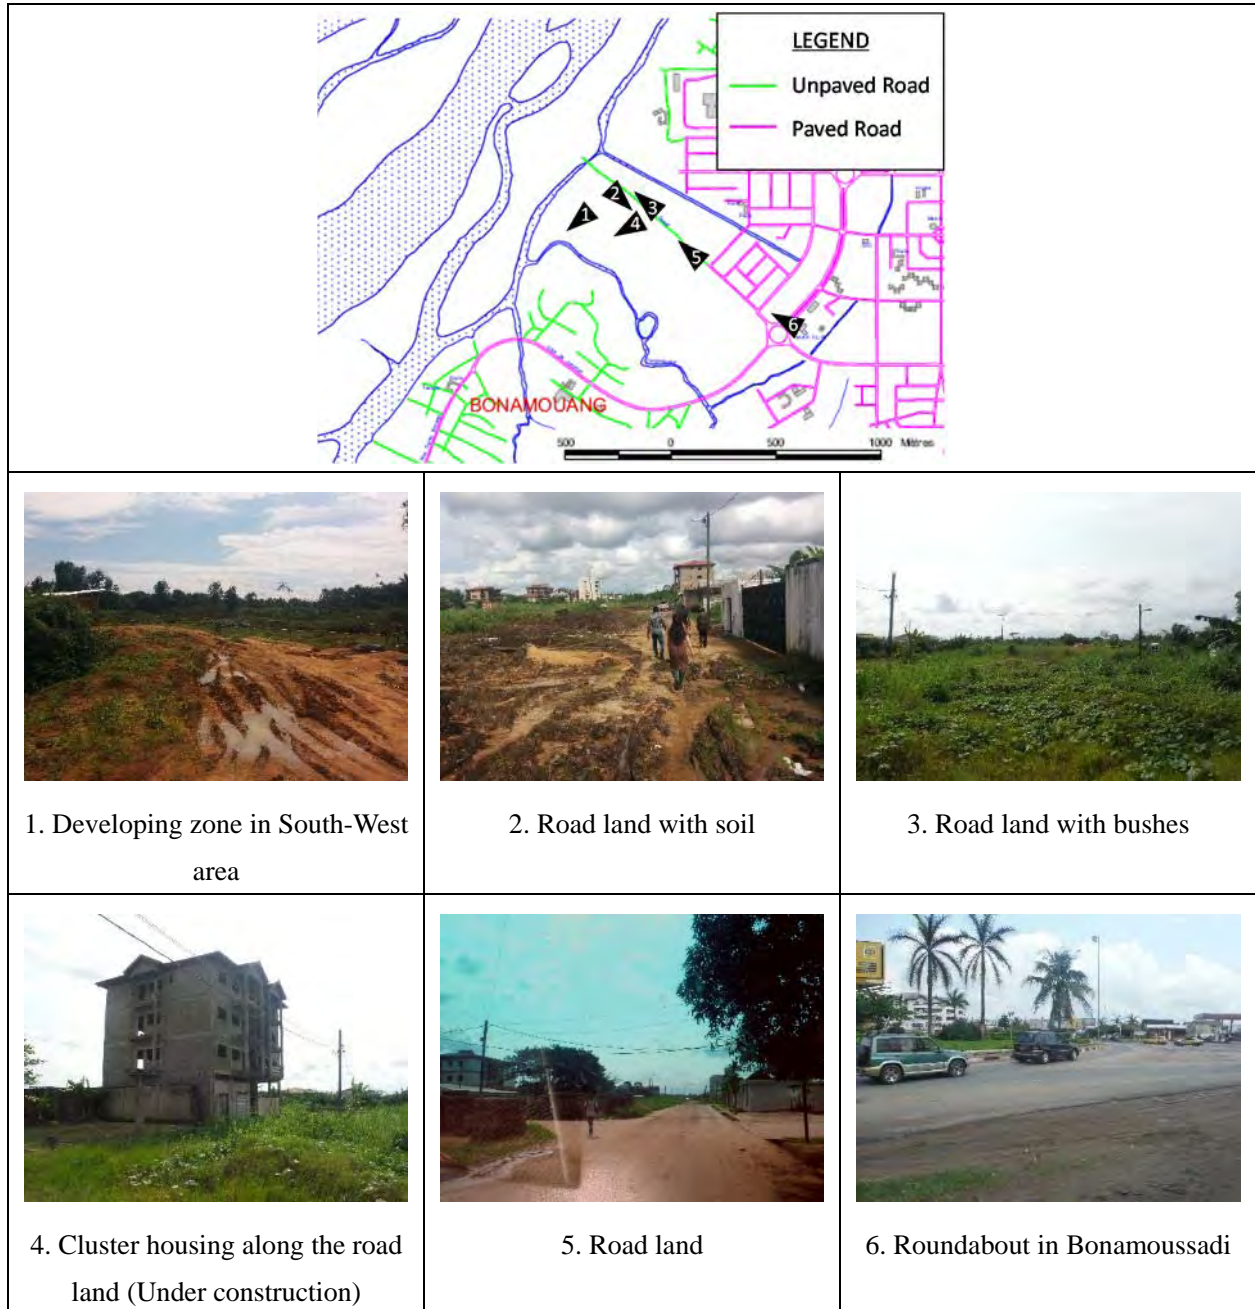 LEGEND
Unpaved Road
Paved Road
1
2
3
4
5
6
BONAMOUANG
500 0 500 1000 Mètres
1. Developing zone in South-West
area
2. Road land with soil
3. Road land with bushes
4. Cluster housing along the road
land (Under construction)
5. Road land
6. Roundabout in Bonamoussadi